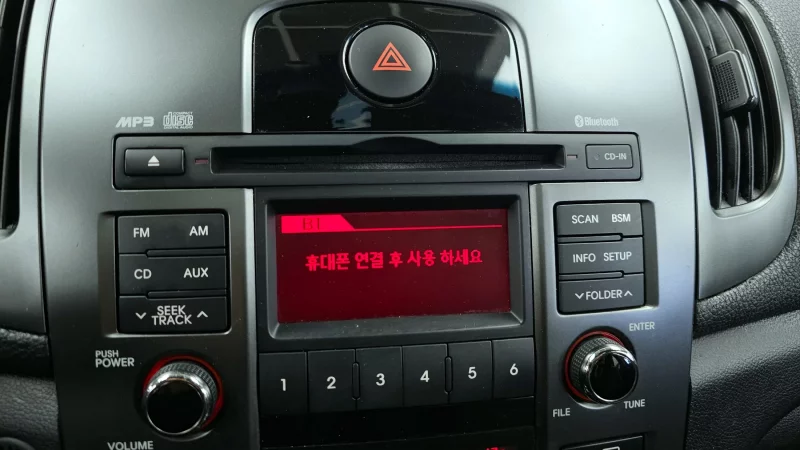 MP3
COMPACT
disc
DIGITAL AUDIO
Bluetooth
CD-IN
FM AM
CD AUX
SEEK
TRACK
BT
휴대폰 연결 후 사용 하세요
SCAN BSM
INFO SETUP
FOLDER
ENTER
PUSH
POWER
1 2 3 4 5 6
FILE
TUNE
VOLUME